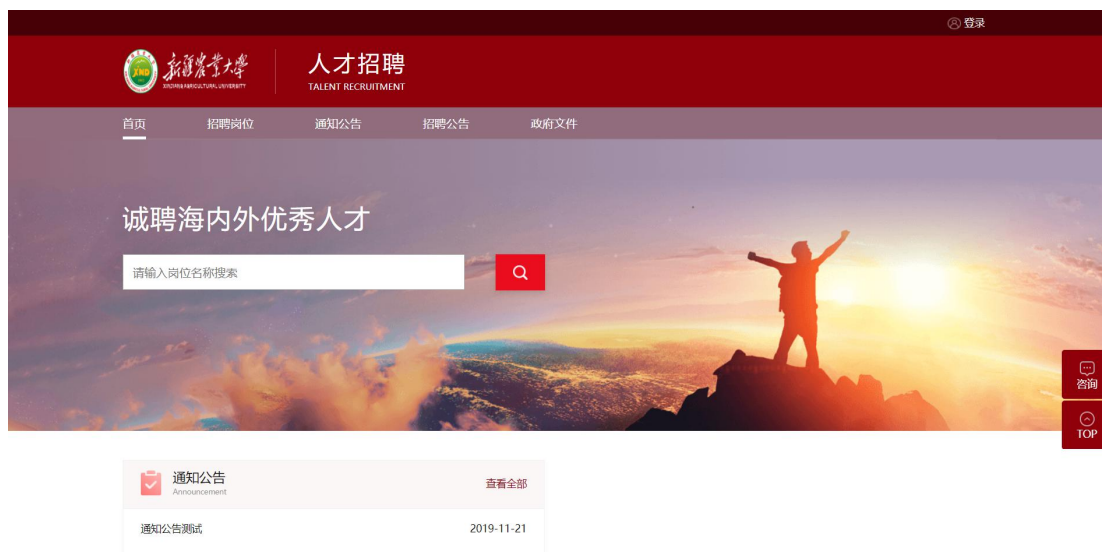 登录
新疆农业大学
XINJIANG AGRICULTURAL UNIVERSITY
人才招聘
TALENT RECRUITMENT
首页 招聘岗位 通知公告 招聘公告 政府文件
诚聘海内外优秀人才
请输入岗位名称搜索
咨询
TOP
通知公告 查看全部
Announcement
通知公告测试 2019-11-21